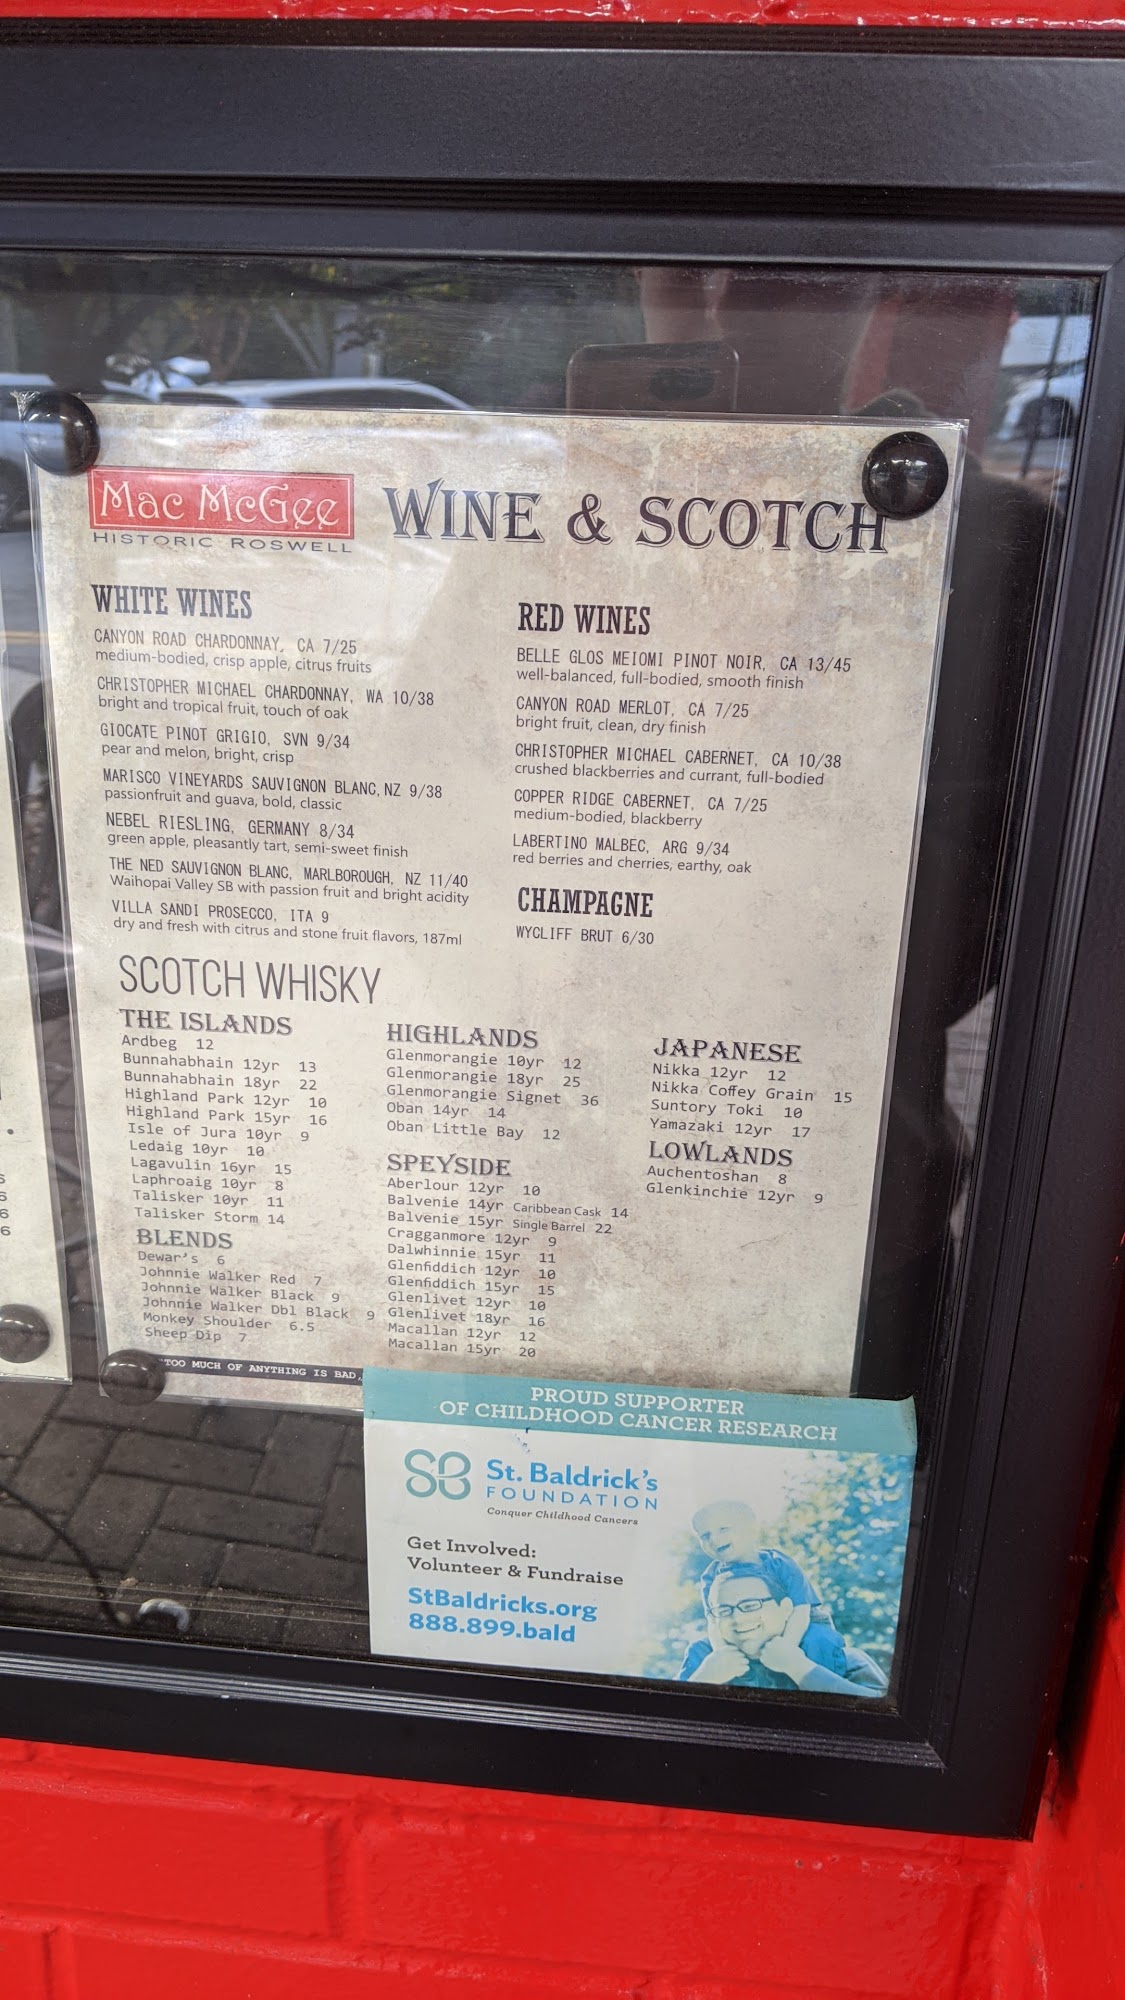 Mac McGee
HISTORIC ROSWELL
WINE & SCOTCH
WHITE WINES
CANYON ROAD CHARDONNAY, CA 7/25
medium-bodied, crisp apple, citrus fruits
CHRISTOPHER MICHAEL CHARDONNAY, WA 10/38
bright and tropical fruit, touch of oak
GIOCATE PINOT GRIGIO, SVN 9/34
pear and melon, bright, crisp
MARISCO VINEYARDS SAUVIGNON BLANC, NZ 9/38
passionfruit and guava, bold, classic
NEBEL RIESLING, GERMANY 8/34
green apple, pleasantly tart, semi-sweet finish
THE NED SAUVIGNON BLANC, MARLBOROUGH, NZ 11/40
Waihopai Valley SB with passion fruit and bright acidity
VILLA SANDI PROSECCO, ITA 9
dry and fresh with citrus and stone fruit flavors, 187ml
RED WINES
BELLE GLOS MEIOMI PINOT NOIR, CA 13/45
well-balanced, full-bodied, smooth finish
CANYON ROAD MERLOT, CA 7/25
bright fruit, clean, dry finish
CHRISTOPHER MICHAEL CABERNET, CA 10/38
crushed blackberries and currant, full-bodied
COPPER RIDGE CABERNET, CA 7/25
medium-bodied, blackberry
LABERTINO MALBEC, ARG 9/34
red berries and cherries, earthy, oak
CHAMPAGNE
WYCLIFF BRUT 6/30
SCOTCH WHISKY
THE ISLANDS
Ardbeg 12
Bunnahabhain 12yr 13
Bunnahabhain 18yr 22
Highland Park 12yr 10
Highland Park 15yr 16
Isle of Jura 10yr 9
Ledaig 10yr 10
Lagavulin 16yr 15
Laphroaig 10yr 8
Talisker 10yr 11
Talisker Storm 14
BLENDS
Dewar's 6
Johnnie Walker Red 7
Johnnie Walker Black 9
Johnnie Walker Dbl Black 9
Monkey Shoulder 6.5
Sheep Dip 7
HIGHLANDS
Glenmorangie 10yr 12
Glenmorangie 18yr 25
Glenmorangie Signet 36
Oban 14yr 14
Oban Little Bay 12
SPEYSIDE
Aberlour 12yr 10
Balvenie 14yr Caribbean Cask 14
Balvenie 15yr Single Barrel 22
Cragganmore 12yr 9
Dalwhinnie 15yr 11
Glenfiddich 12yr 10
Glenfiddich 15yr 15
Glenlivet 12yr 10
Glenlivet 18yr 16
Macallan 12yr 12
Macallan 15yr 20
JAPANESE
Nikka 12yr 12
Nikka Coffey Grain 15
Suntory Toki 10
Yamazaki 12yr 17
LOWLANDS
Auchentoshan 8
Glenkinchie 12yr 9
TOO MUCH OF ANYTHING IS BAD,
PROUD SUPPORTER
OF CHILDHOOD CANCER RESEARCH
SB
St. Baldrick's
FOUNDATION
Conquer Childhood Cancers
Get Involved:
Volunteer & Fundraise
StBaldricks.org
888.899.bald